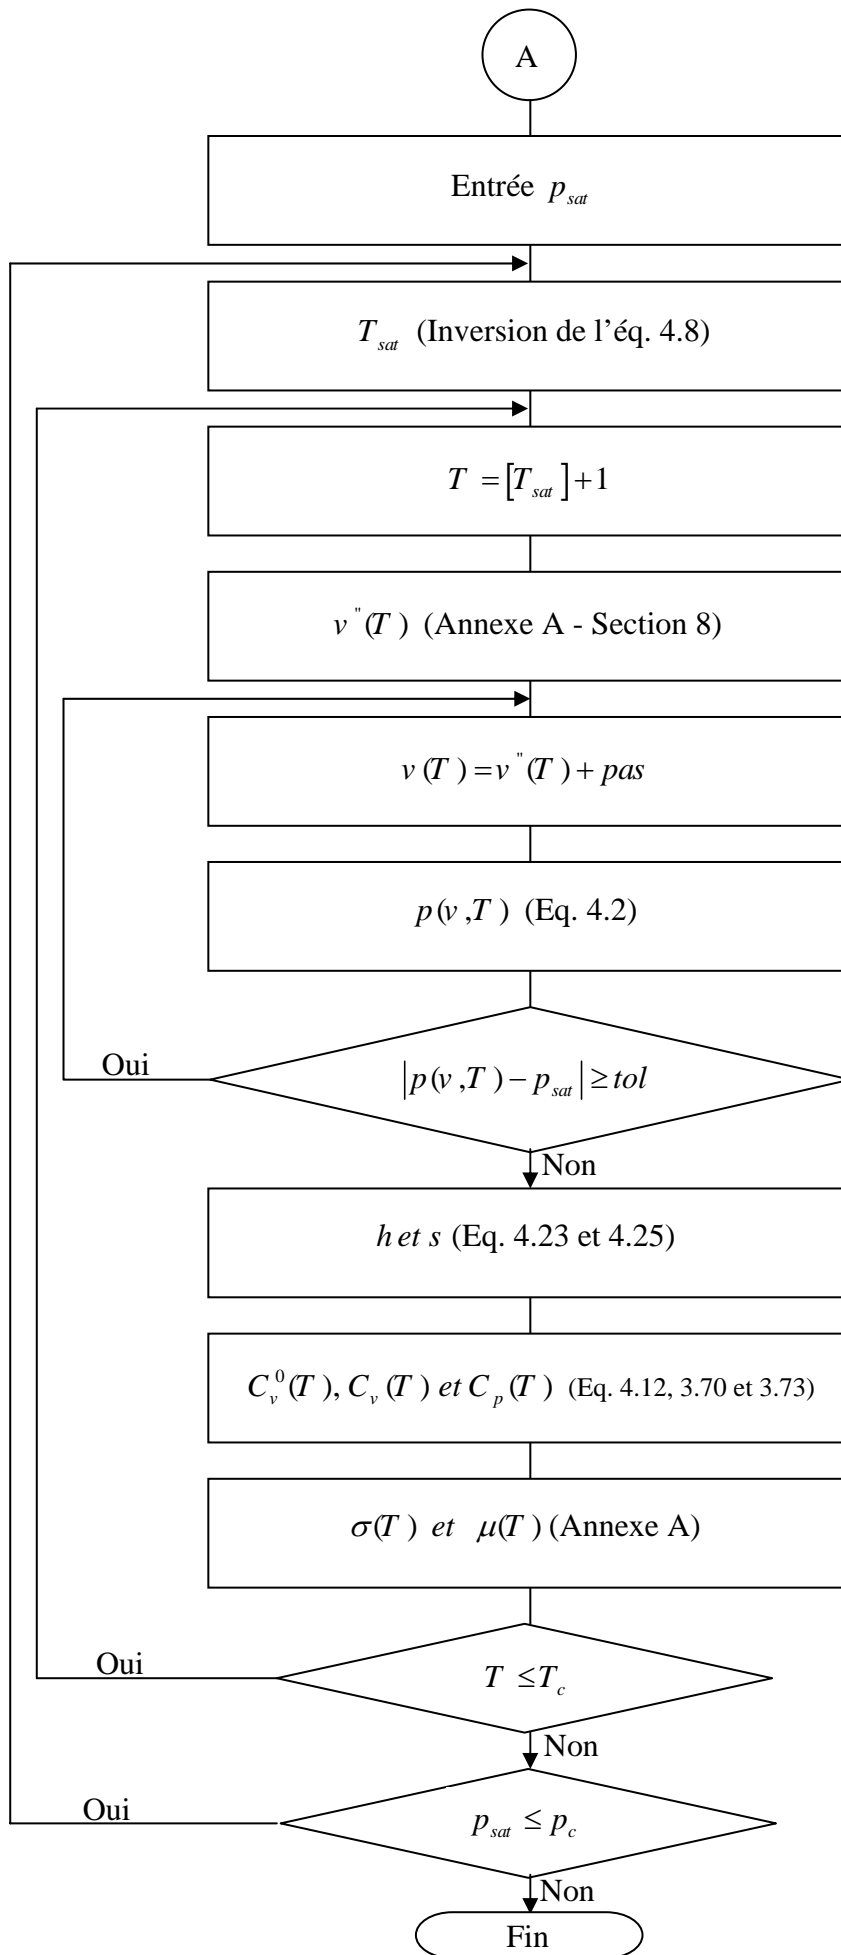 A
Entrée p_sat
T_sat (Inversion de l’éq. 4.8)
T = [T_sat] + 1
v"(T) (Annexe A - Section 8)
v(T) = v"(T) + pas
p(v,T) (Eq. 4.2)
Oui
|p(v,T) − p_sat| ≥ tol
Non
h et s (Eq. 4.23 et 4.25)
C_v^0(T), C_v(T) et C_p(T) (Eq. 4.12, 3.70 et 3.73)
σ(T) et μ(T) (Annexe A)
Oui
T ≤ T_c
Non
Oui
p_sat ≤ p_c
Non
Fin